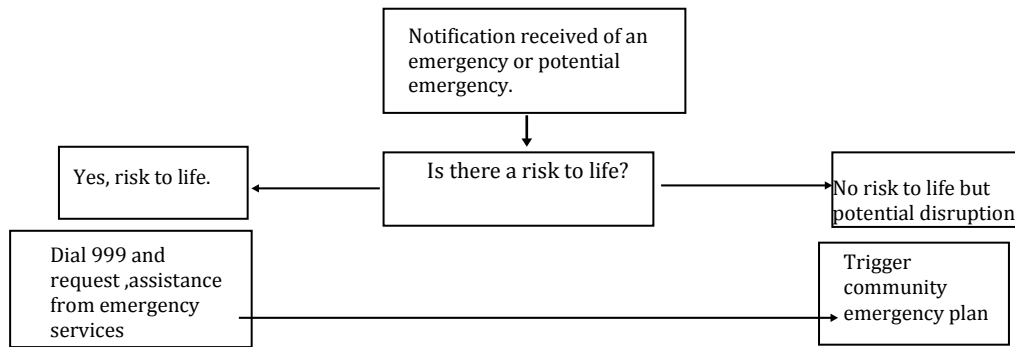 Notification received of an
emergency or potential
emergency.
Is there a risk to life?
Yes, risk to life.
No risk to life but
potential disruption
Dial 999 and
request ,assistance
from emergency
services
Trigger
community
emergency plan